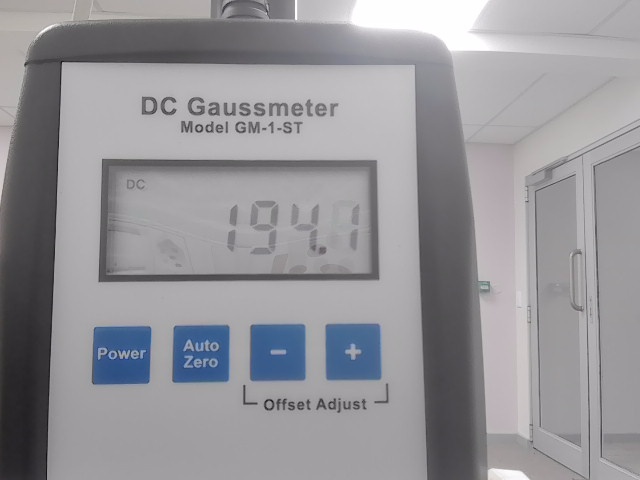 DC Gaussmeter
Model GM-1-ST
DC
194.1
Power
Auto
Zero
-
+
Offset Adjust